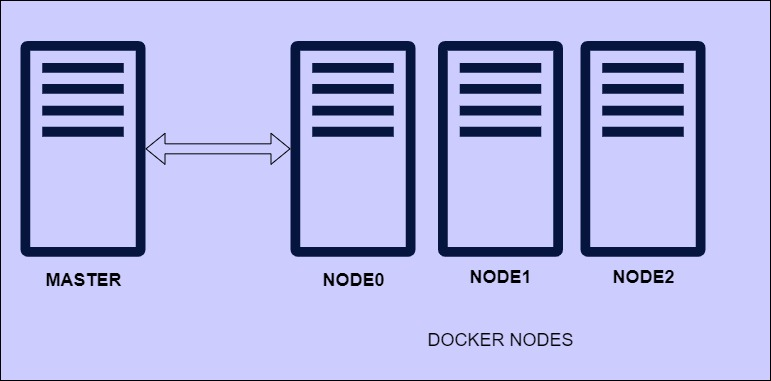 MASTER
NODE0
NODE1
NODE2
DOCKER NODES